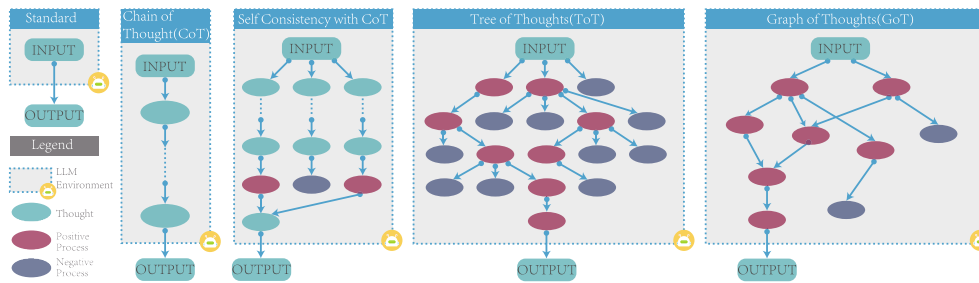 Standard
INPUT
OUTPUT
Legend
LLM
Environment
Thought
Positive
Process
Negative
Process
Chain of
Thought(CoT)
INPUT
OUTPUT
Self Consistency with CoT
INPUT
OUTPUT
Tree of Thoughts(ToT)
INPUT
OUTPUT
Graph of Thoughts(GoT)
INPUT
OUTPUT